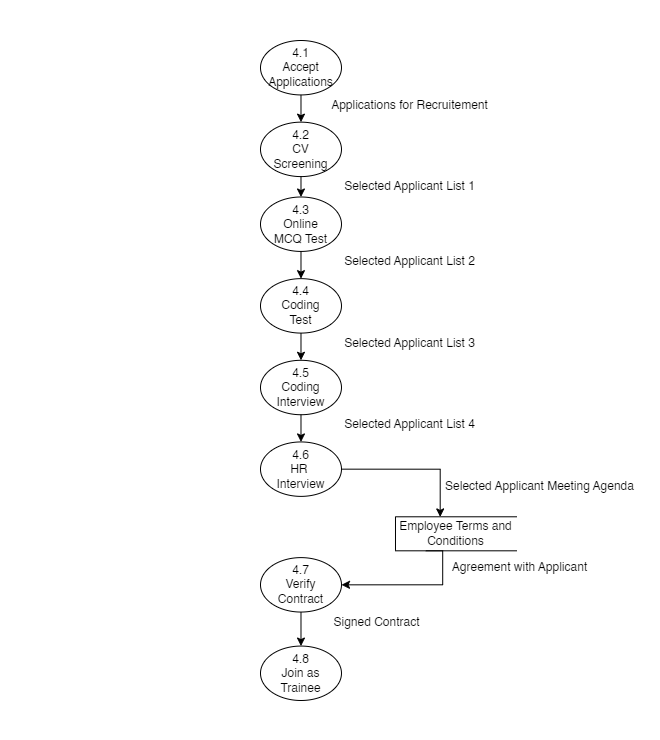 4.1
Accept
Applications
Applications for Recruitement
4.2
CV
Screening
Selected Applicant List 1
4.3
Online
MCQ Test
Selected Applicant List 2
4.4
Coding
Test
Selected Applicant List 3
4.5
Coding
Interview
Selected Applicant List 4
4.6
HR
Interview
Selected Applicant Meeting Agenda
Employee Terms and
Conditions
Agreement with Applicant
4.7
Verify
Contract
Signed Contract
4.8
Join as
Trainee